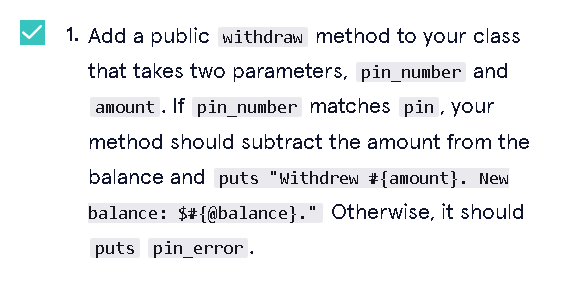 1. Add a public withdraw method to your class
that takes two parameters, pin_number and
amount. If pin_number matches pin, your
method should subtract the amount from the
balance and puts "Withdrew #{amount}. New
balance: $#{@balance}." Otherwise, it should
puts pin_error.